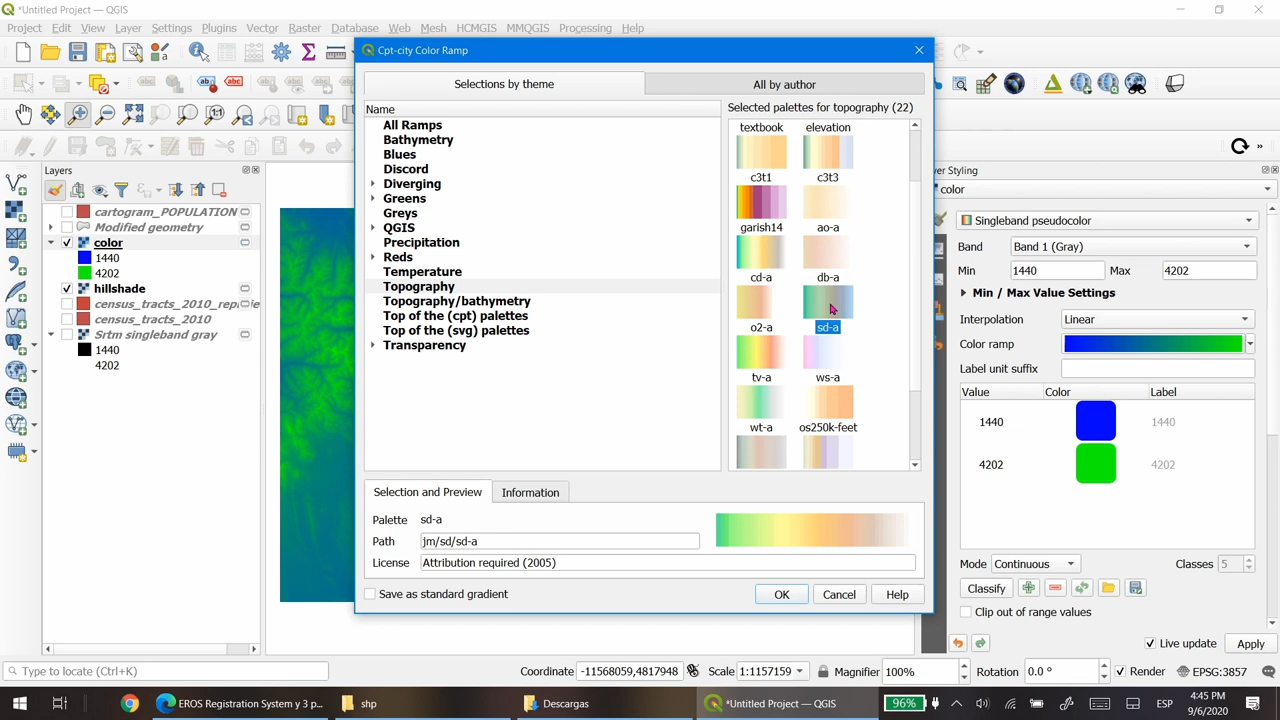 *Untitled Project — QGIS
Project Edit View Layer Settings Plugins Vector Raster Database Web Mesh HCMGIS MMQGIS Processing Help
Cpt-city Color Ramp
Selections by theme
All by author
Name
All Ramps
Bathymetry
Blues
Discord
Diverging
Greens
Greys
QGIS
Precipitation
Reds
Temperature
Topography
Topography/bathymetry
Top of the (cpt) palettes
Top of the (svg) palettes
Transparency
Selected palettes for topography (22)
textbook elevation
c3t1 c3t3
garish14 ao-a
cd-a db-a
o2-a sd-a
tv-a ws-a
wt-a os250k-feet
Selection and Preview
Information
Palette sd-a
Path jm/sd/sd-a
License Attribution required (2005)
Save as standard gradient
OK Cancel Help
Layers
cartogram_POPULATION
Modified geometry
color
1440
4202
hillshade
census_tracts_2010_reproje
census_tracts_2010
Srtm singleband gray
1440
4202
yer Styling
color
Singleband pseudocolor
Band Band 1 (Gray)
Min 1440 Max 4202
Min / Max Value Settings
Interpolation Linear
Color ramp
Label unit suffix
Value Color Label
1440 1440
4202 4202
Mode Continuous Classes 5
Classify
Clip out of range values
Live update Apply
Type to locate (Ctrl+K)
Coordinate -11568059,4817948 Scale 1:1157159 Magnifier 100% Rotation 0.0 ° Render EPSG:3857
EROS Registration System y 3 p...
shp
Descargas
*Untitled Project — QGIS
96%
ESP
4:45 PM
9/6/2020